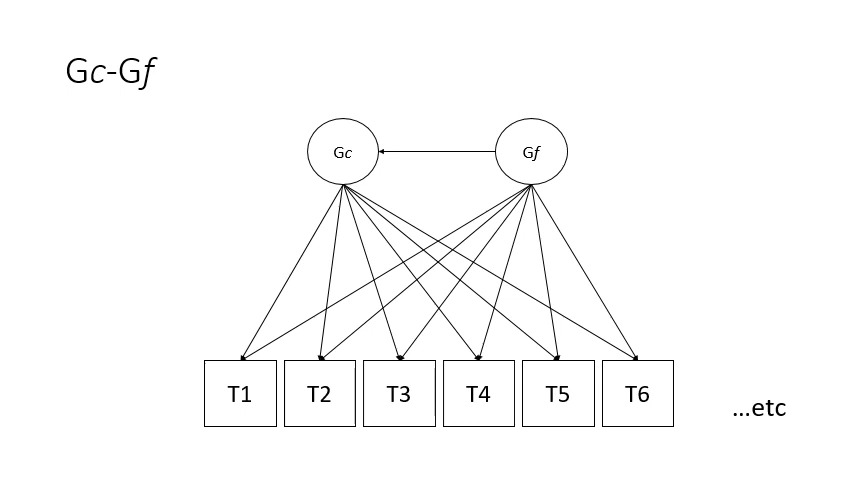 Gc-Gf
Gc
Gf
T1
T2
T3
T4
T5
T6
...etc